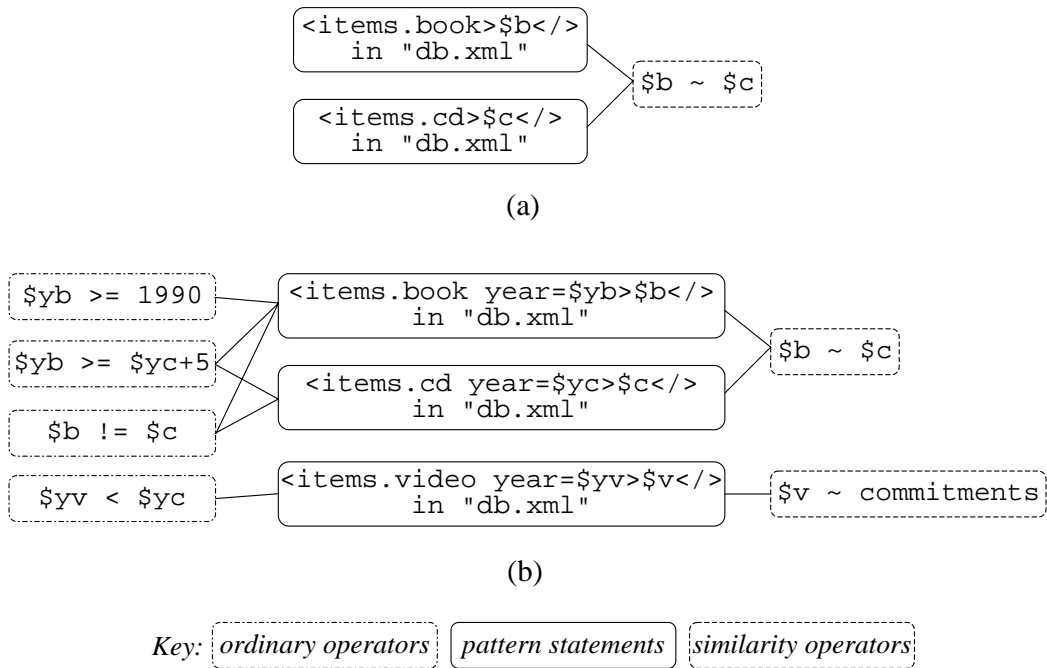 <items.book>$b</>
in "db.xml"
$b ~ $c
<items.cd>$c</>
in "db.xml"
(a)
$yb >= 1990
<items.book year=$yb>$b</>
in "db.xml"
$yb >= $yc+5
$b ~ $c
<items.cd year=$yc>$c</>
in "db.xml"
$b != $c
$yv < $yc
<items.video year=$yv>$v</>
in "db.xml"
$v ~ commitments
(b)
Key: ordinary operators pattern statements similarity operators